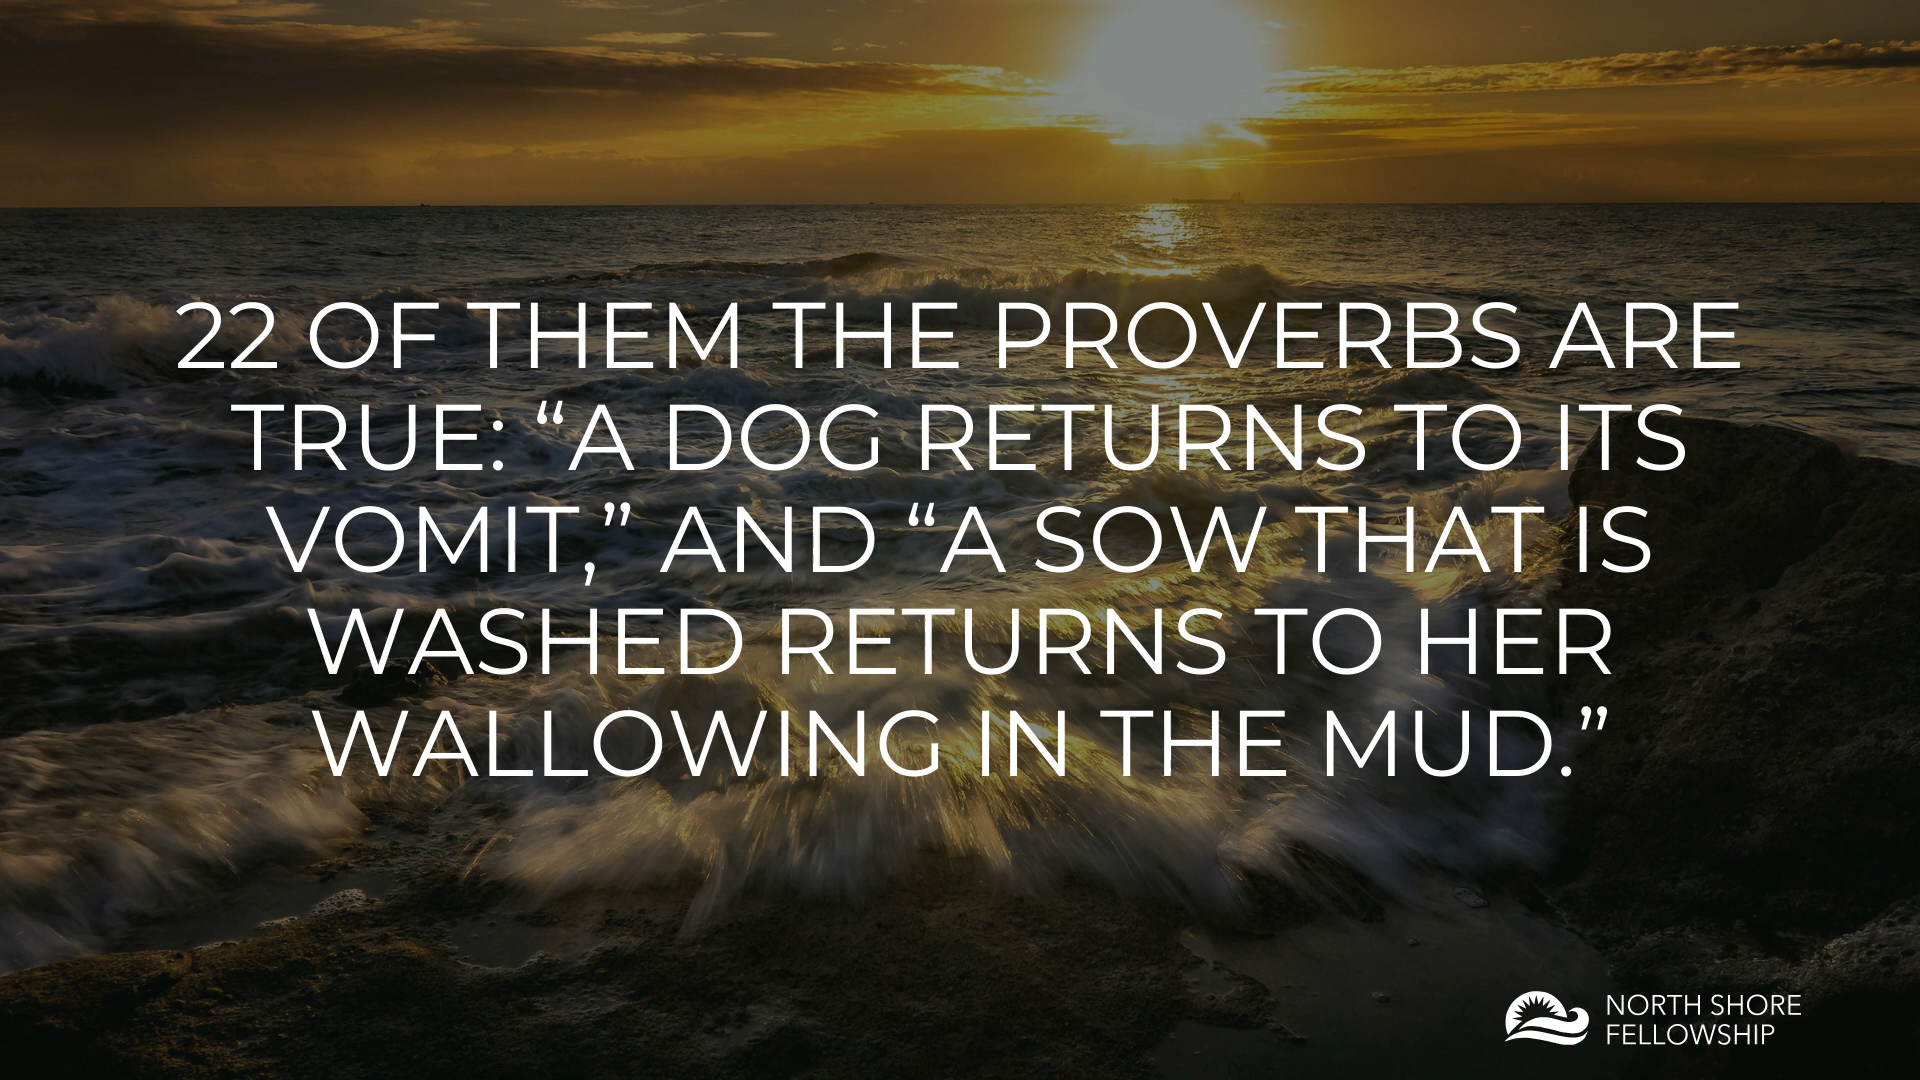 22 OF THEM THE PROVERBS ARE
TRUE: “A DOG RETURNS TO ITS
VOMIT,” AND “A SOW THAT IS
WASHED RETURNS TO HER
WALLOWING IN THE MUD.”
NORTH SHORE
FELLOWSHIP